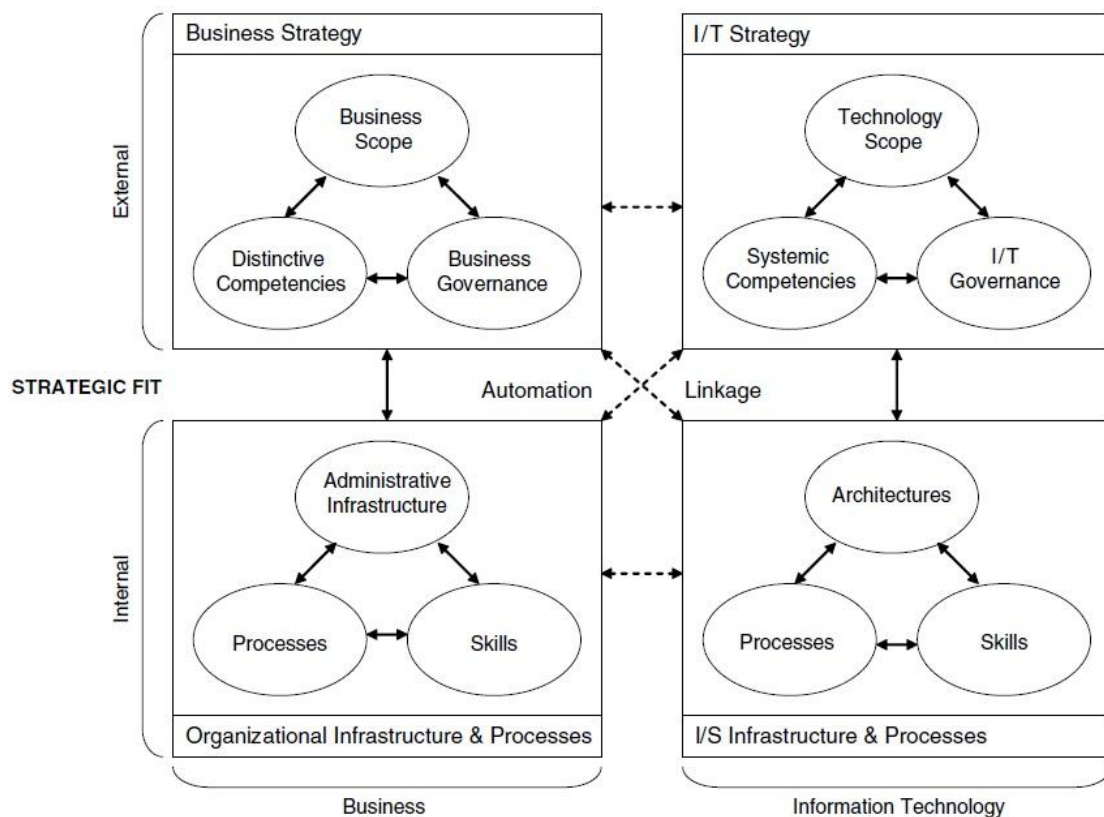 Business Strategy
I/T Strategy
Business
Scope
Technology
Scope
External
Distinctive
Competencies
Business
Governance
Systemic
Competencies
I/T
Governance
STRATEGIC FIT
Automation
Linkage
Administrative
Infrastructure
Architectures
Internal
Processes
Skills
Processes
Skills
Organizational Infrastructure & Processes
I/S Infrastructure & Processes
Business
Information Technology